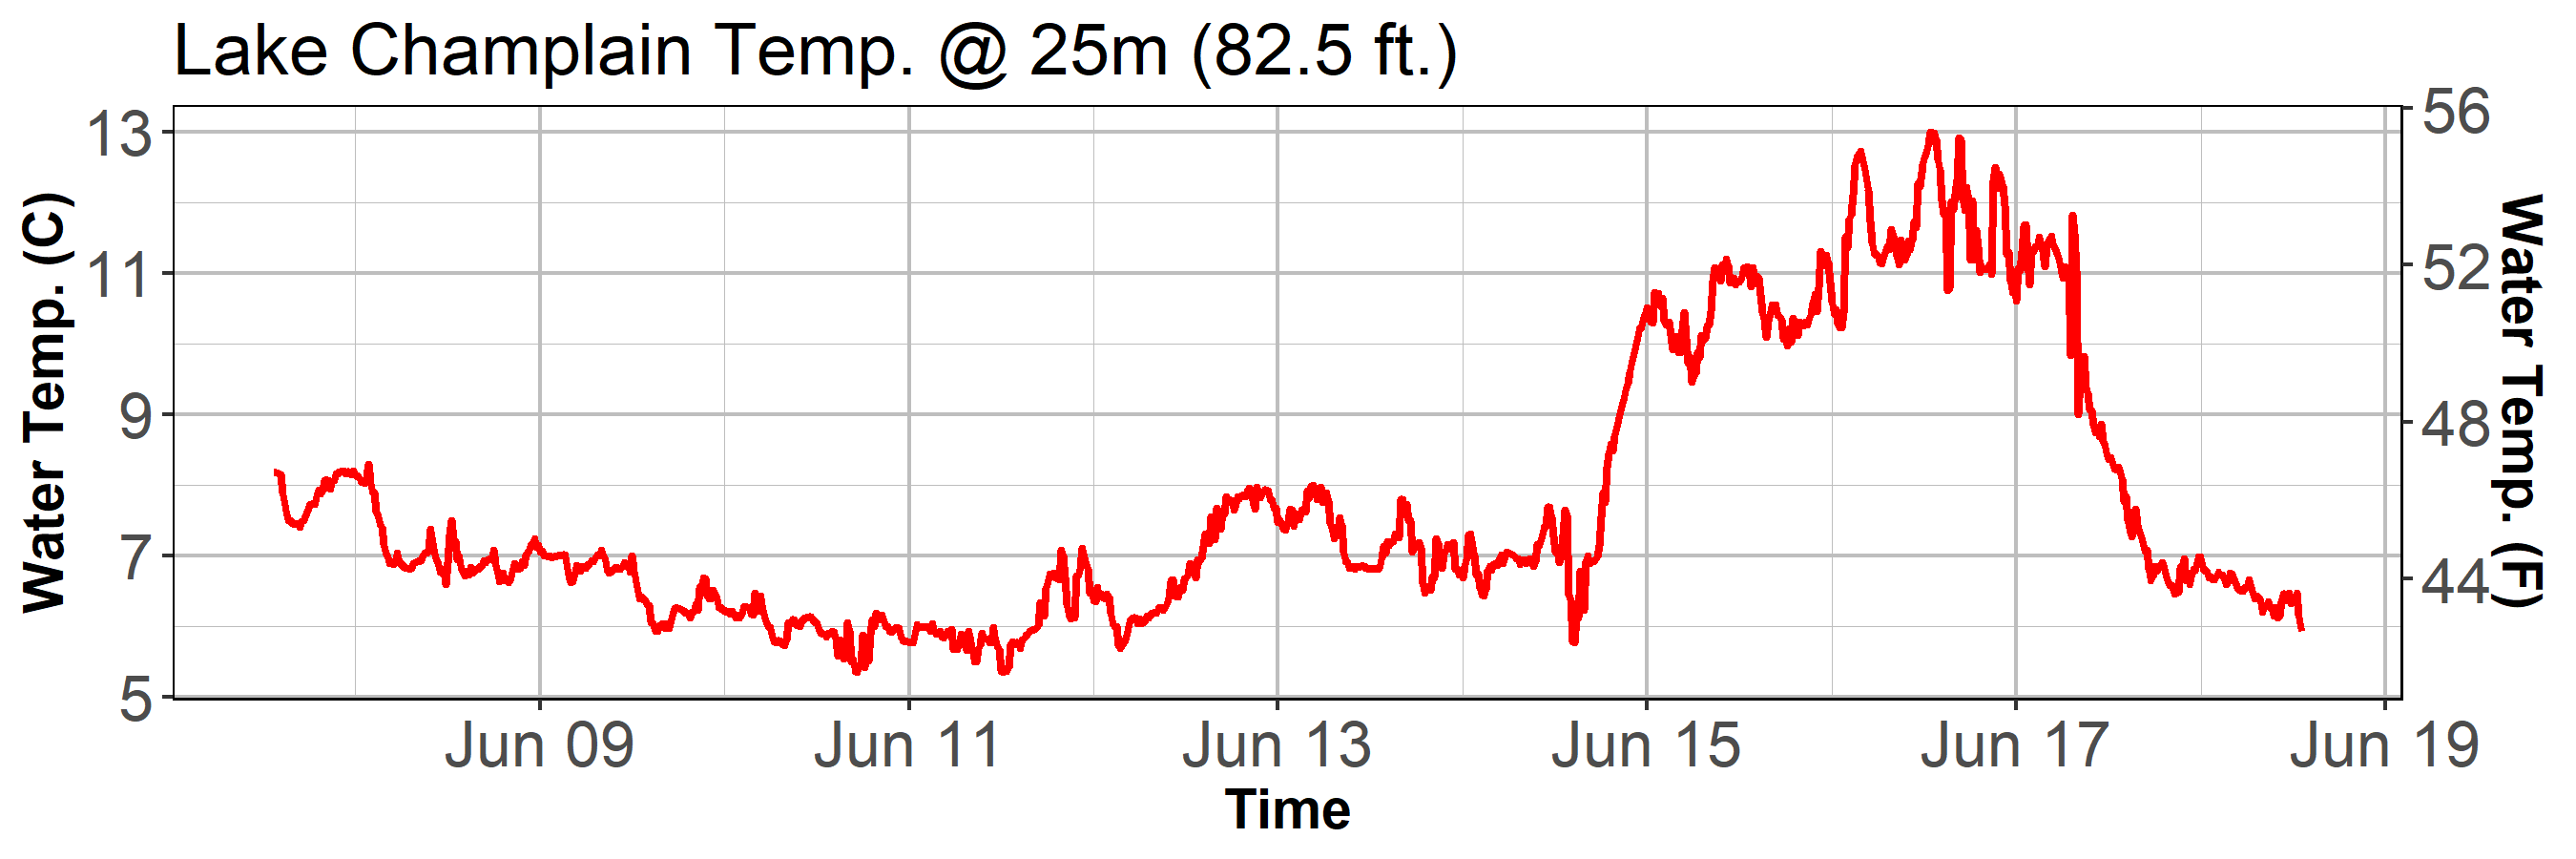 Lake Champlain Temp. @ 25m (82.5 ft.)
Water Temp. (C)
13
11
9
7
5
56
52
48
44
Water Temp. (F)
Jun 09 Jun 11 Jun 13 Jun 15 Jun 17 Jun 19
Time